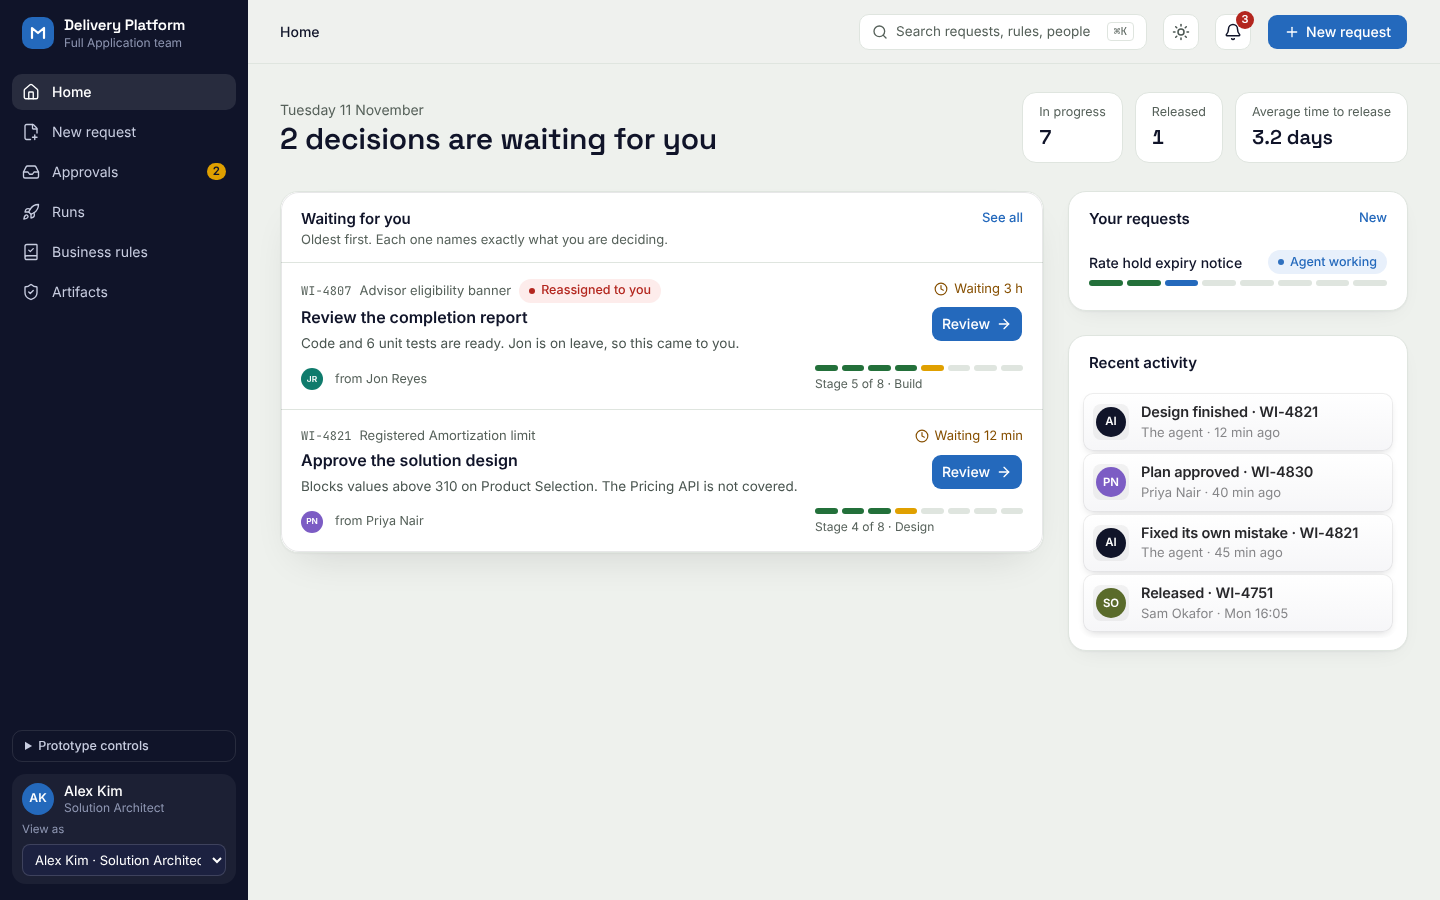 Delivery Platform
Full Application team
Home
New request
Approvals
2
Runs
Business rules
Artifacts
Prototype controls
AK
Alex Kim
Solution Architect
View as
Alex Kim · Solution Architec
Home
Search requests, rules, people
⌘K
3
New request
Tuesday 11 November
2 decisions are waiting for you
In progress
7
Released
1
Average time to release
3.2 days
Waiting for you
See all
Oldest first. Each one names exactly what you are deciding.
WI-4807 Advisor eligibility banner Reassigned to you
Waiting 3 h
Review the completion report
Review
Code and 6 unit tests are ready. Jon is on leave, so this came to you.
JR from Jon Reyes
Stage 5 of 8 · Build
WI-4821 Registered Amortization limit
Waiting 12 min
Approve the solution design
Review
Blocks values above 310 on Product Selection. The Pricing API is not covered.
PN from Priya Nair
Stage 4 of 8 · Design
Your requests
New
Rate hold expiry notice
Agent working
Recent activity
AI
Design finished · WI-4821
The agent · 12 min ago
PN
Plan approved · WI-4830
Priya Nair · 40 min ago
AI
Fixed its own mistake · WI-4821
The agent · 45 min ago
SO
Released · WI-4751
Sam Okafor · Mon 16:05